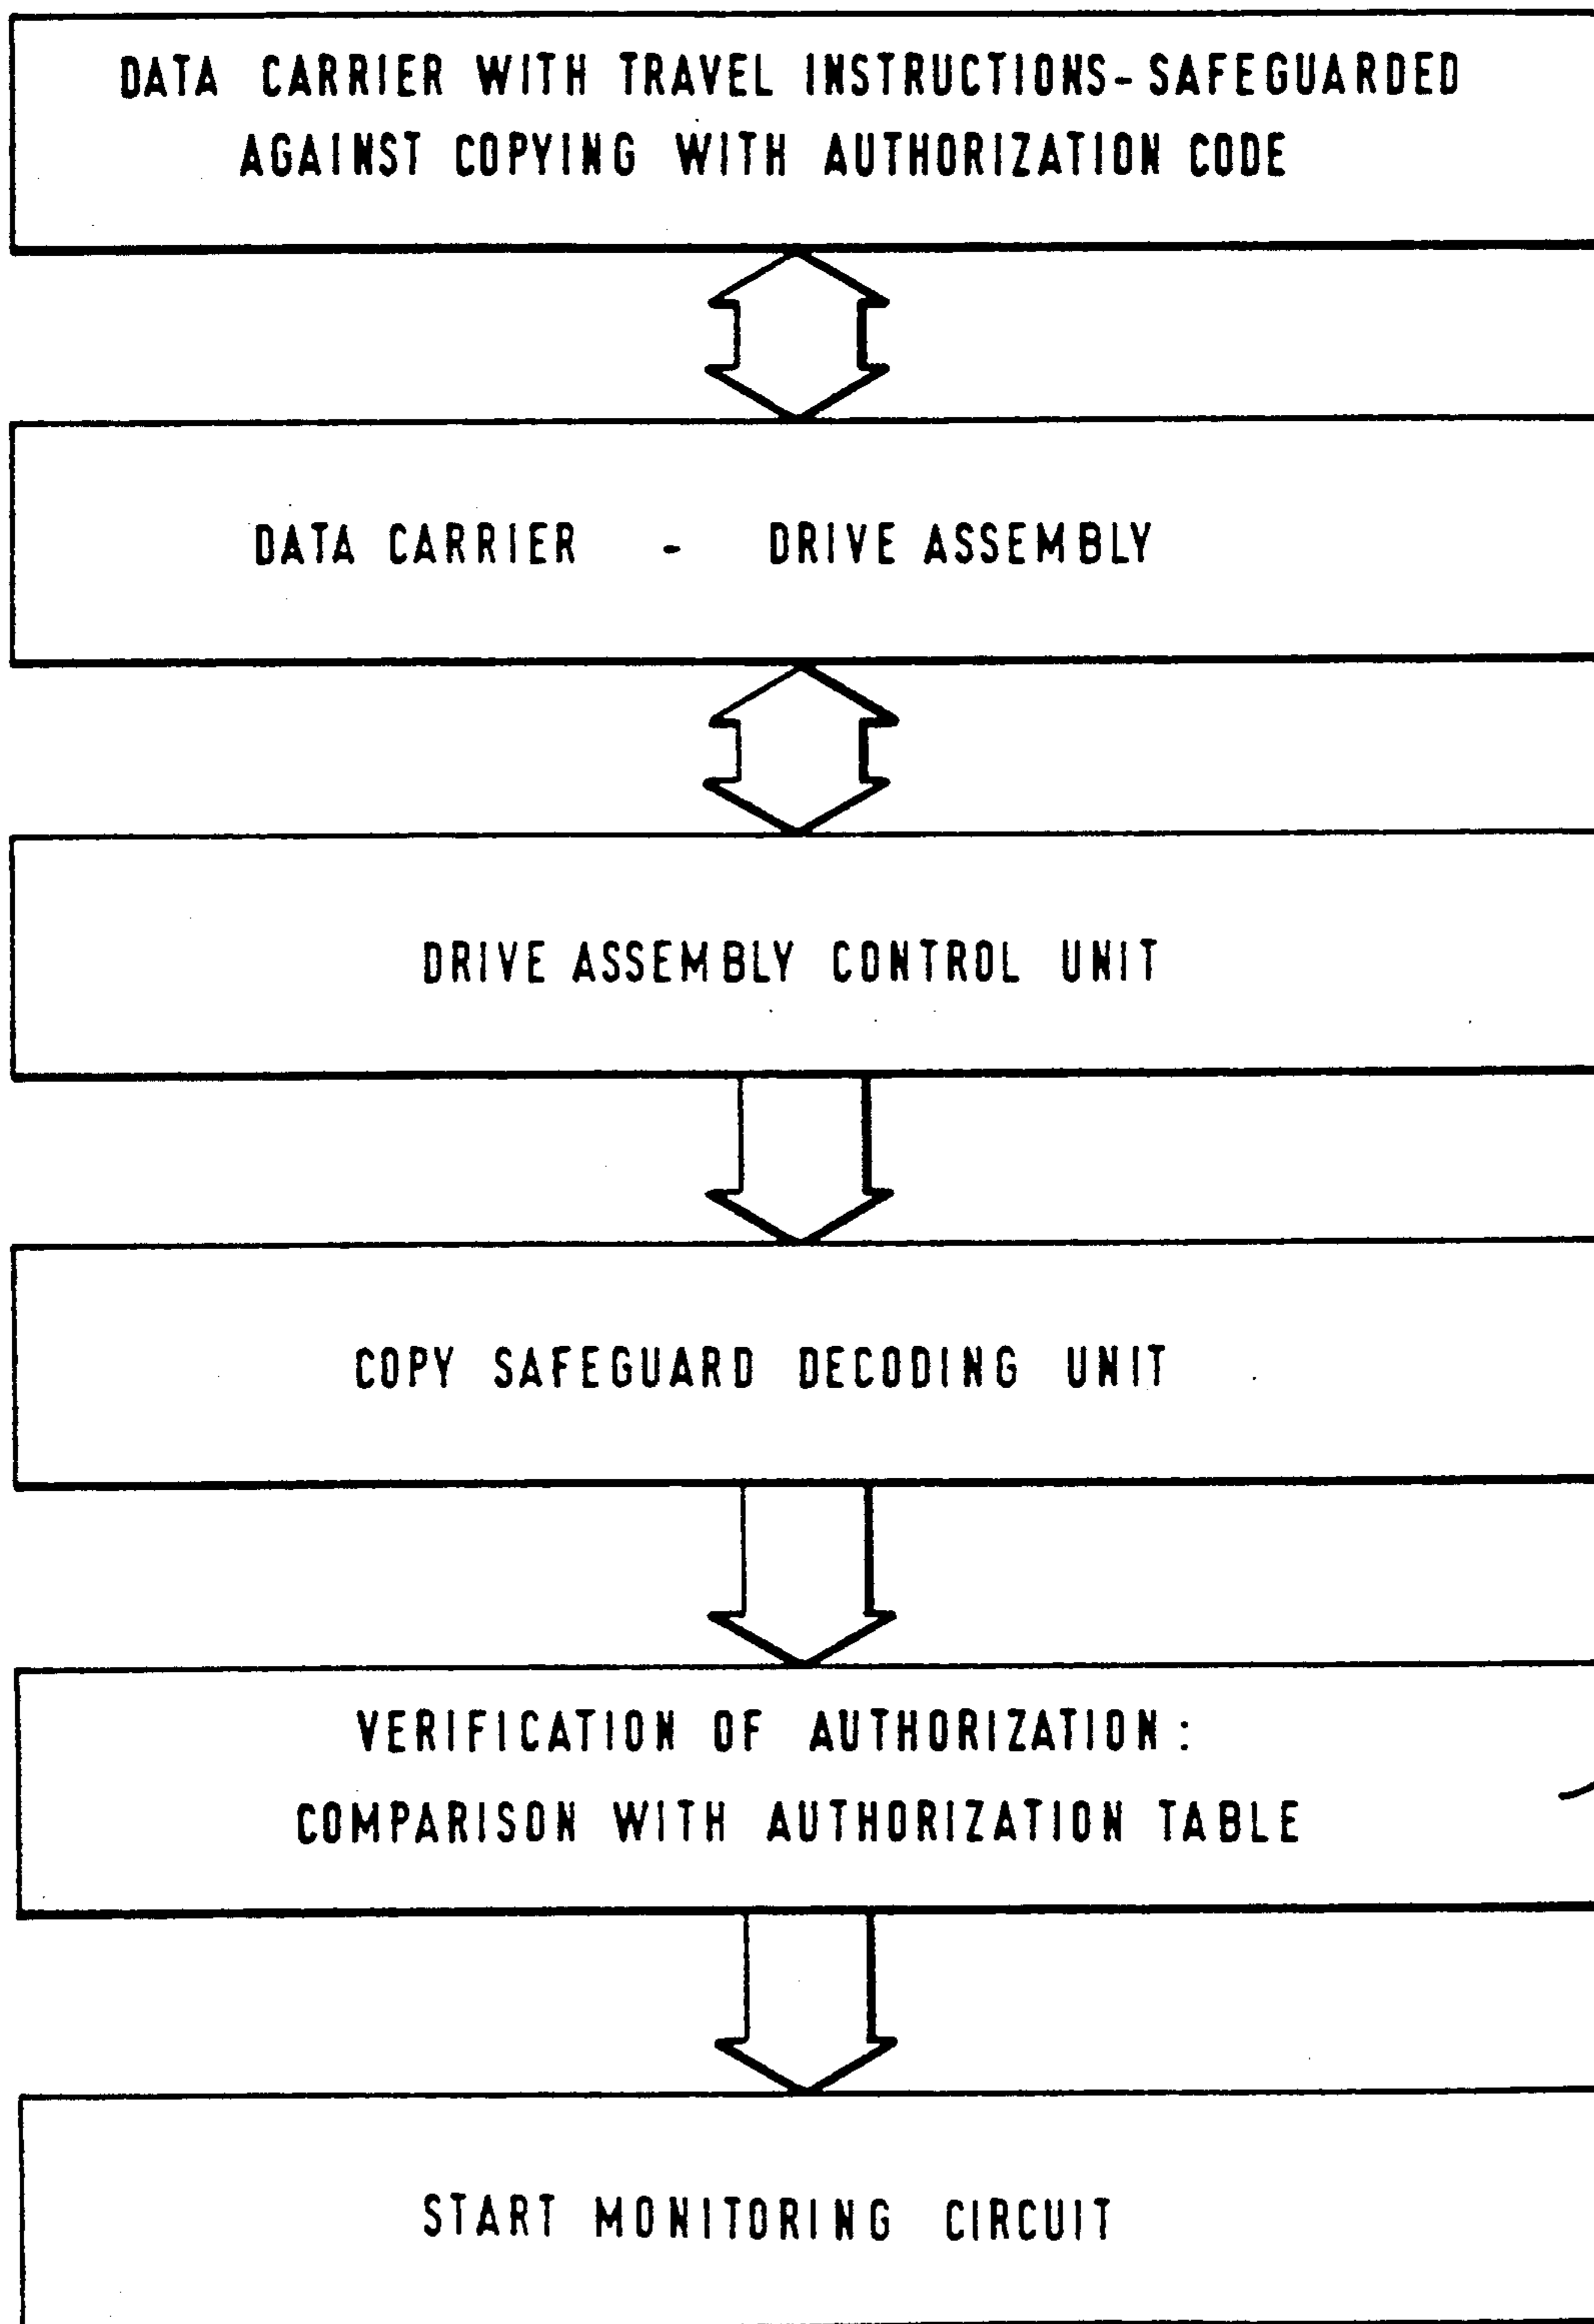 DATA CARRIER WITH TRAVEL INSTRUCTIONS-SAFEGUARDED
AGAINST COPYING WITH AUTHORIZATION CODE
DATA CARRIER - DRIVE ASSEMBLY
DRIVE ASSEMBLY CONTROL UNIT
COPY SAFEGUARD DECODING UNIT
VERIFICATION OF AUTHORIZATION:
COMPARISON WITH AUTHORIZATION TABLE
START MONITORING CIRCUIT